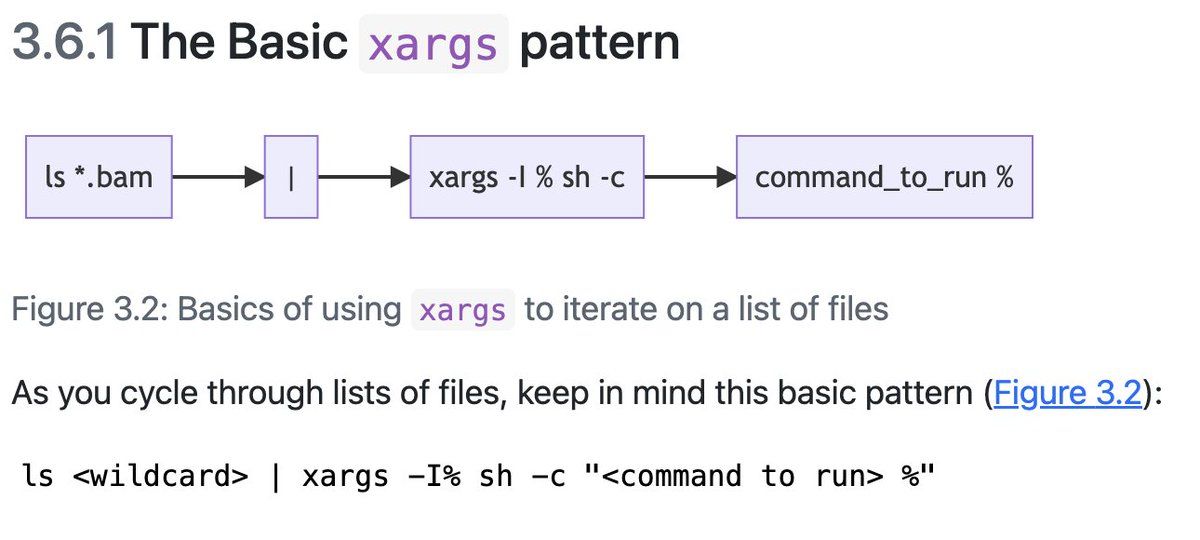 3.6.1 The Basic xargs pattern
ls *.bam
|
xargs -I % sh -c
command_to_run %
Figure 3.2: Basics of using xargs to iterate on a list of files
As you cycle through lists of files, keep in mind this basic pattern (Figure 3.2):
ls <wildcard> | xargs -I% sh -c "<command to run> %"